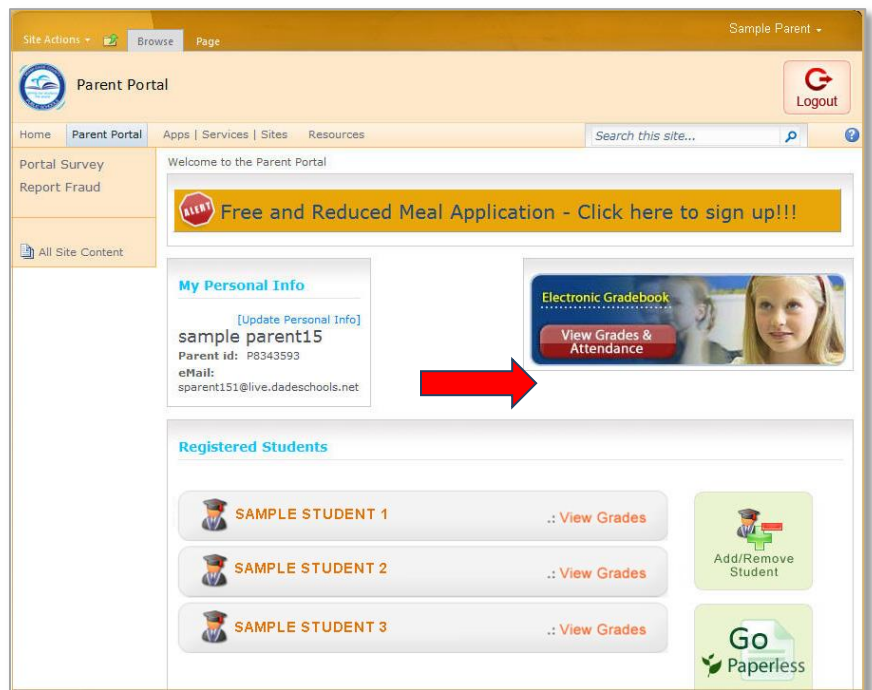 Sample Parent
Site Actions
Browse
Page
Parent Portal
Logout
Home
Parent Portal
Apps | Services | Sites
Resources
Search this site...
Portal Survey
Report Fraud
All Site Content
Welcome to the Parent Portal
ALERT
Free and Reduced Meal Application - Click here to sign up!!!
My Personal Info
[Update Personal Info]
sample parent15
Parent id: P8343593
eMail:
sparent151@live.dadeschools.net
Electronic Gradebook
View Grades &
Attendance
Registered Students
SAMPLE STUDENT 1
.: View Grades
SAMPLE STUDENT 2
.: View Grades
SAMPLE STUDENT 3
.: View Grades
Add/Remove
Student
Go
Paperless